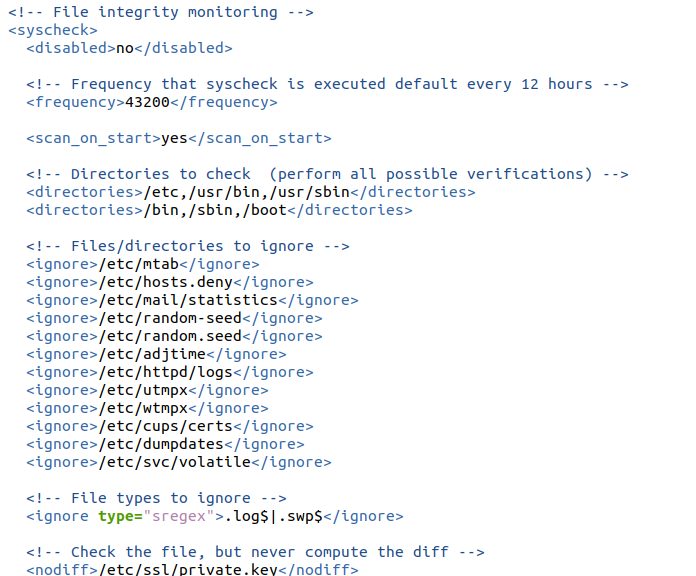 <!-- File integrity monitoring -->
<syscheck>
<disabled>no</disabled>
<!-- Frequency that syscheck is executed default every 12 hours -->
<frequency>43200</frequency>
<scan_on_start>yes</scan_on_start>
<!-- Directories to check  (perform all possible verifications) -->
<directories>/etc,/usr/bin,/usr/sbin</directories>
<directories>/bin,/sbin,/boot</directories>
<!-- Files/directories to ignore -->
<ignore>/etc/mtab</ignore>
<ignore>/etc/hosts.deny</ignore>
<ignore>/etc/mail/statistics</ignore>
<ignore>/etc/random-seed</ignore>
<ignore>/etc/random.seed</ignore>
<ignore>/etc/adjtime</ignore>
<ignore>/etc/httpd/logs</ignore>
<ignore>/etc/utmpx</ignore>
<ignore>/etc/wtmpx</ignore>
<ignore>/etc/cups/certs</ignore>
<ignore>/etc/dumpdates</ignore>
<ignore>/etc/svc/volatile</ignore>
<!-- File types to ignore -->
<ignore type="sregex">.log$|.swp$</ignore>
<!-- Check the file, but never compute the diff -->
<nodiff>/etc/ssl/private.key</nodiff>